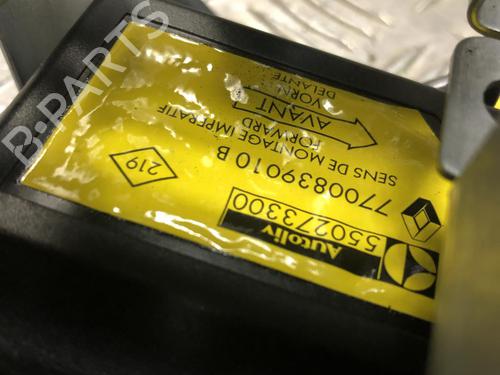 Autoliv
550273300
7700839010 B
219
SENS DE MONTAGE IMPERATIF
FORWARD
AVANT
VORN
DELANTE
B-PARTS